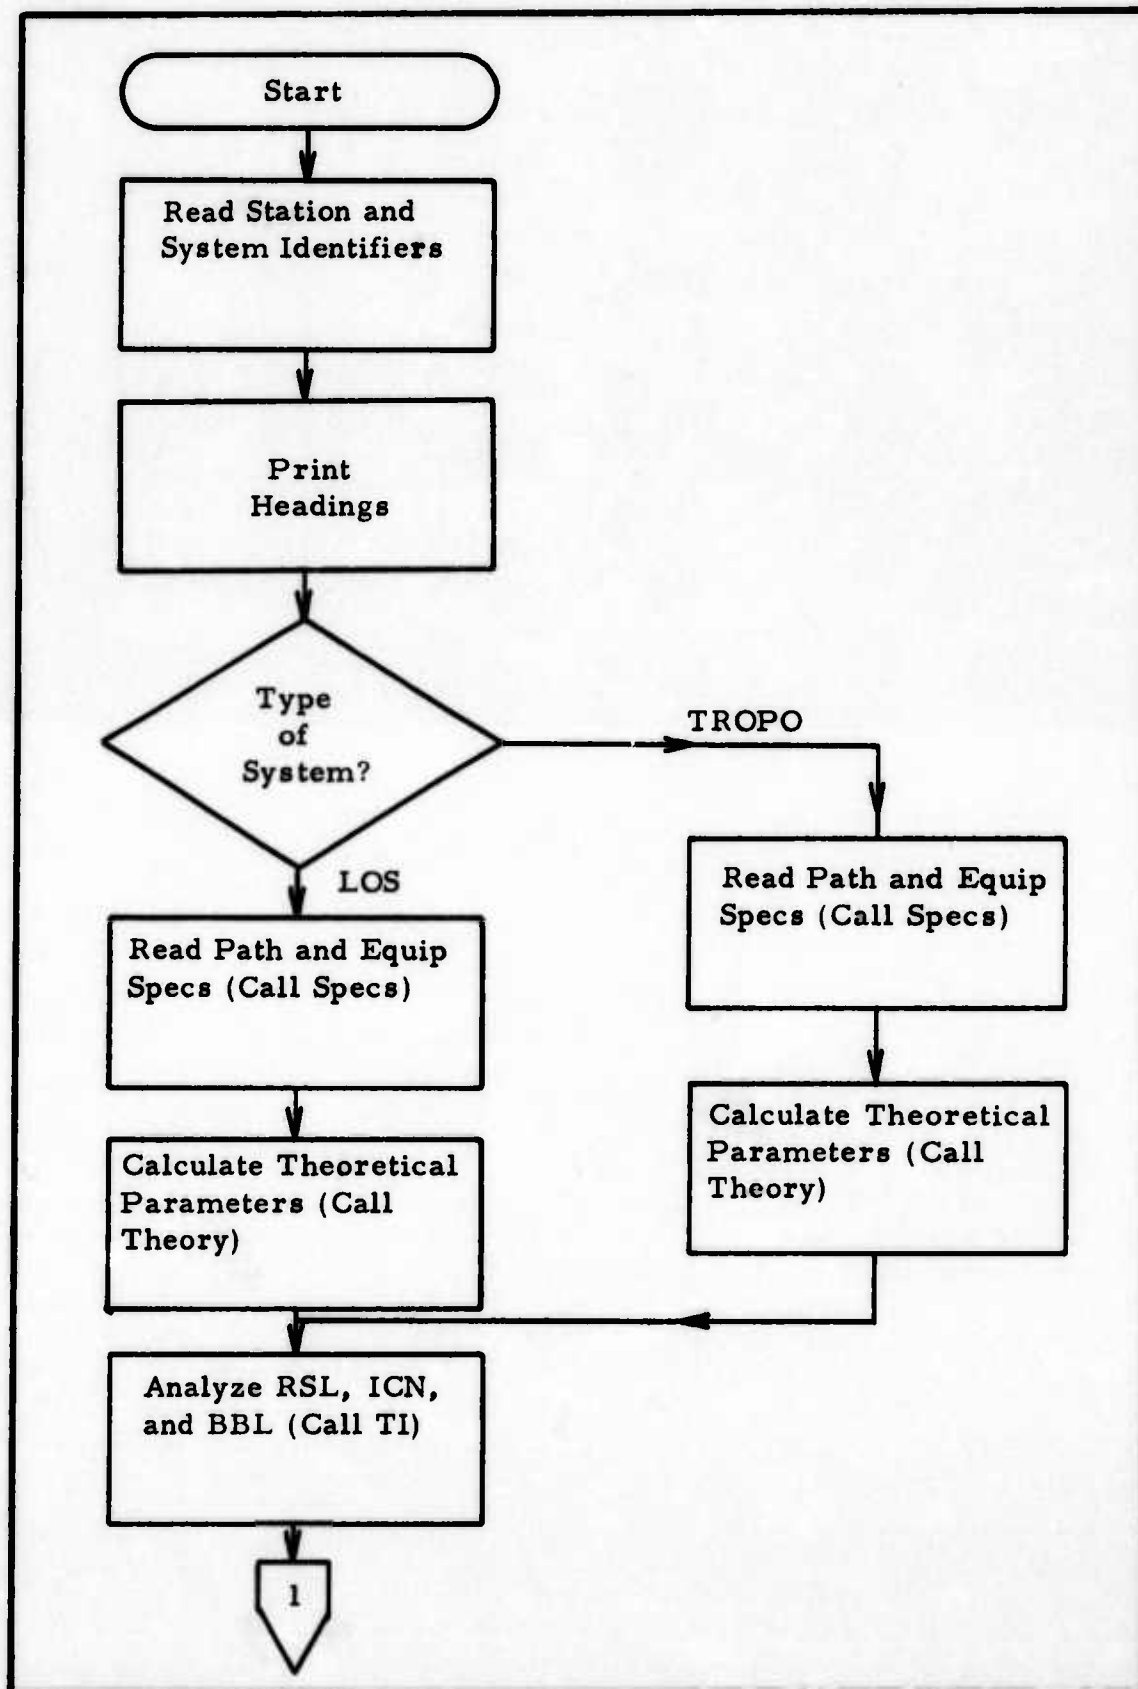 Start
Read Station and
System Identifiers
Print
Headings
Type
of
System?
TROPO
LOS
Read Path and Equip
Specs (Call Specs)
Calculate Theoretical
Parameters (Call
Theory)
Read Path and Equip
Specs (Call Specs)
Calculate Theoretical
Parameters (Call
Theory)
Analyze RSL, ICN,
and BBL (Call TI)
1